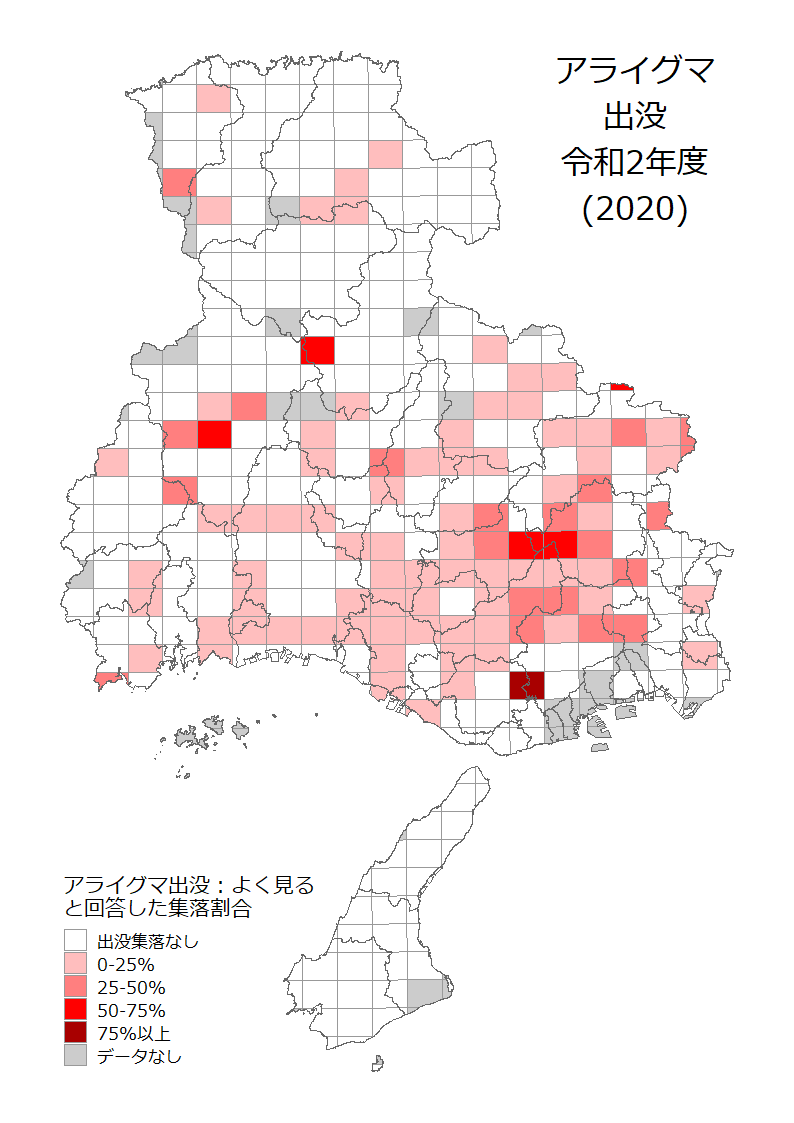 アライグマ
出没
令和2年度
(2020)
アライグマ出没：よく見る
と回答した集落割合
出没集落なし
0-25%
25-50%
50-75%
75%以上
データなし